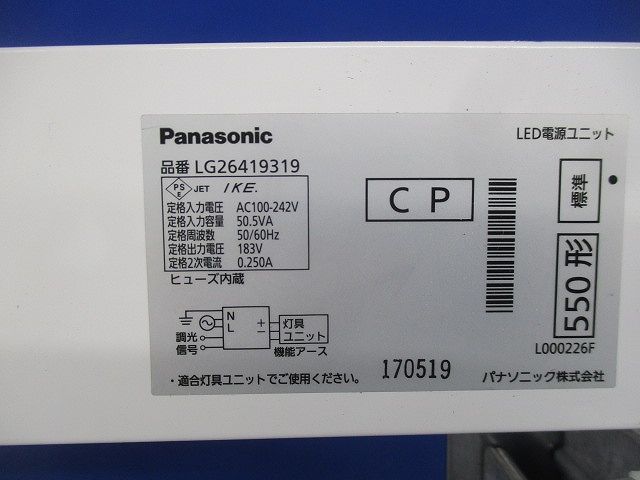 Panasonic
LED電源ユニット
品番 LG26419319
PS E JET IKE.
定格入力電圧 AC100-242V
定格入力容量 50.5VA
定格周波数 50/60Hz
定格出力電圧 183V
定格2次電流 0.250A
ヒューズ内蔵
C P
標準
550形
L000226F
N
L
+
−
灯具
ユニット
調光
信号
機能アース
・適合灯具ユニットでご使用ください。
170519
パナソニック株式会社